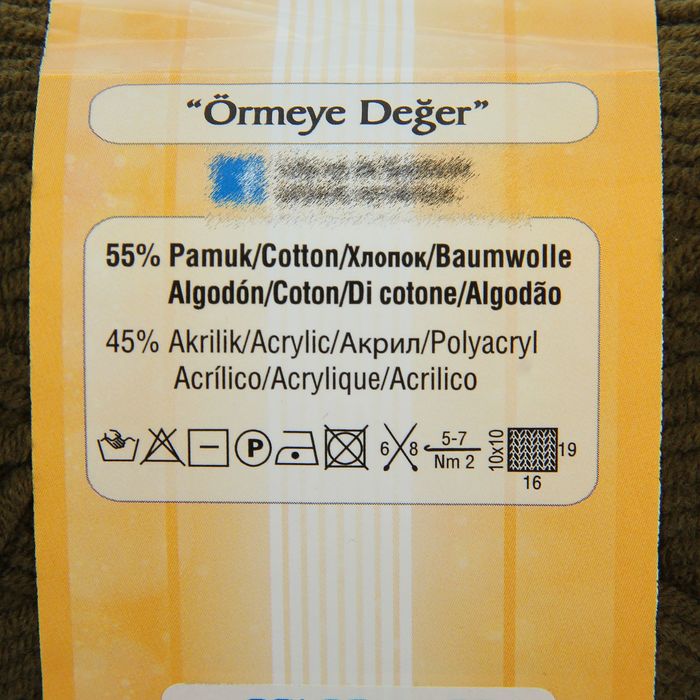 “Örmeye Değer”
55% Pamuk/Cotton/Хлопок/Baumwolle
Algodón/Coton/Di cotone/Algodão
45% Akrilik/Acrylic/Акрил/Polyacryl
Acrílico/Acrylique/Acrilico
P 6 8 5-7 Nm 2 10x10 19
16